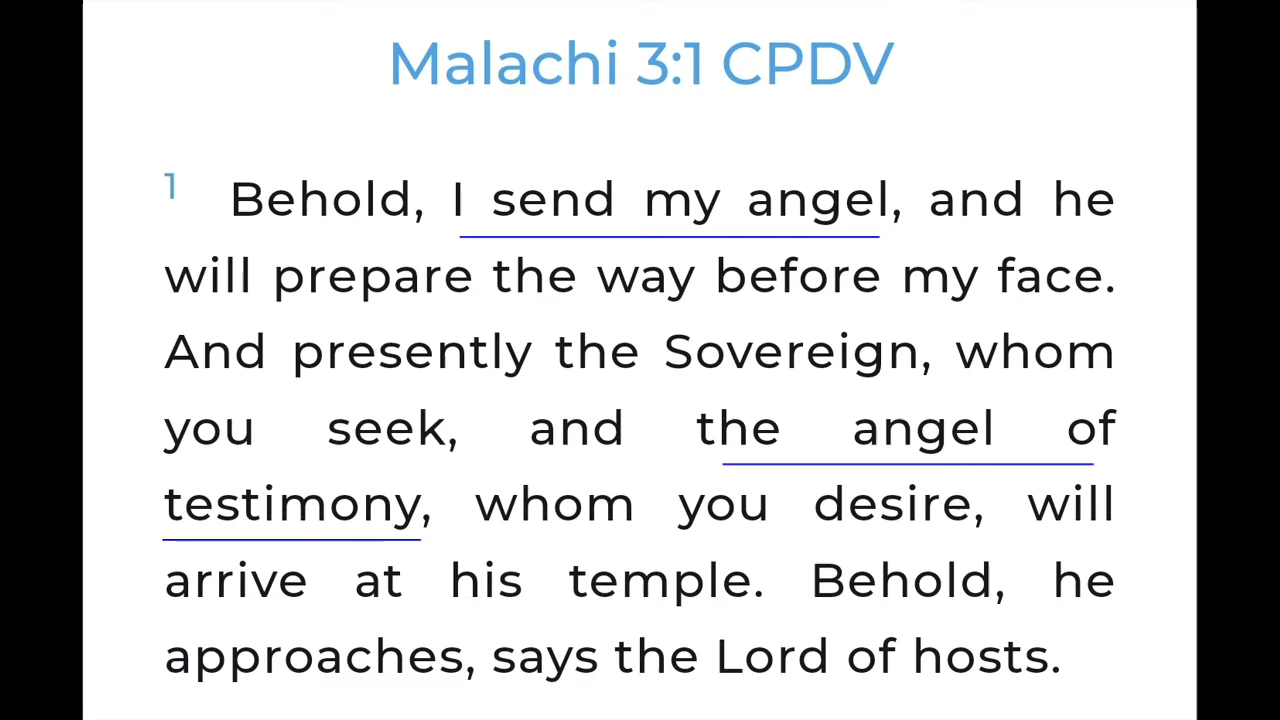 Malachi 3:1 CPDV
1 Behold, I send my angel, and he
will prepare the way before my face.
And presently the Sovereign, whom
you seek, and the angel of
testimony, whom you desire, will
arrive at his temple. Behold, he
approaches, says the Lord of hosts.